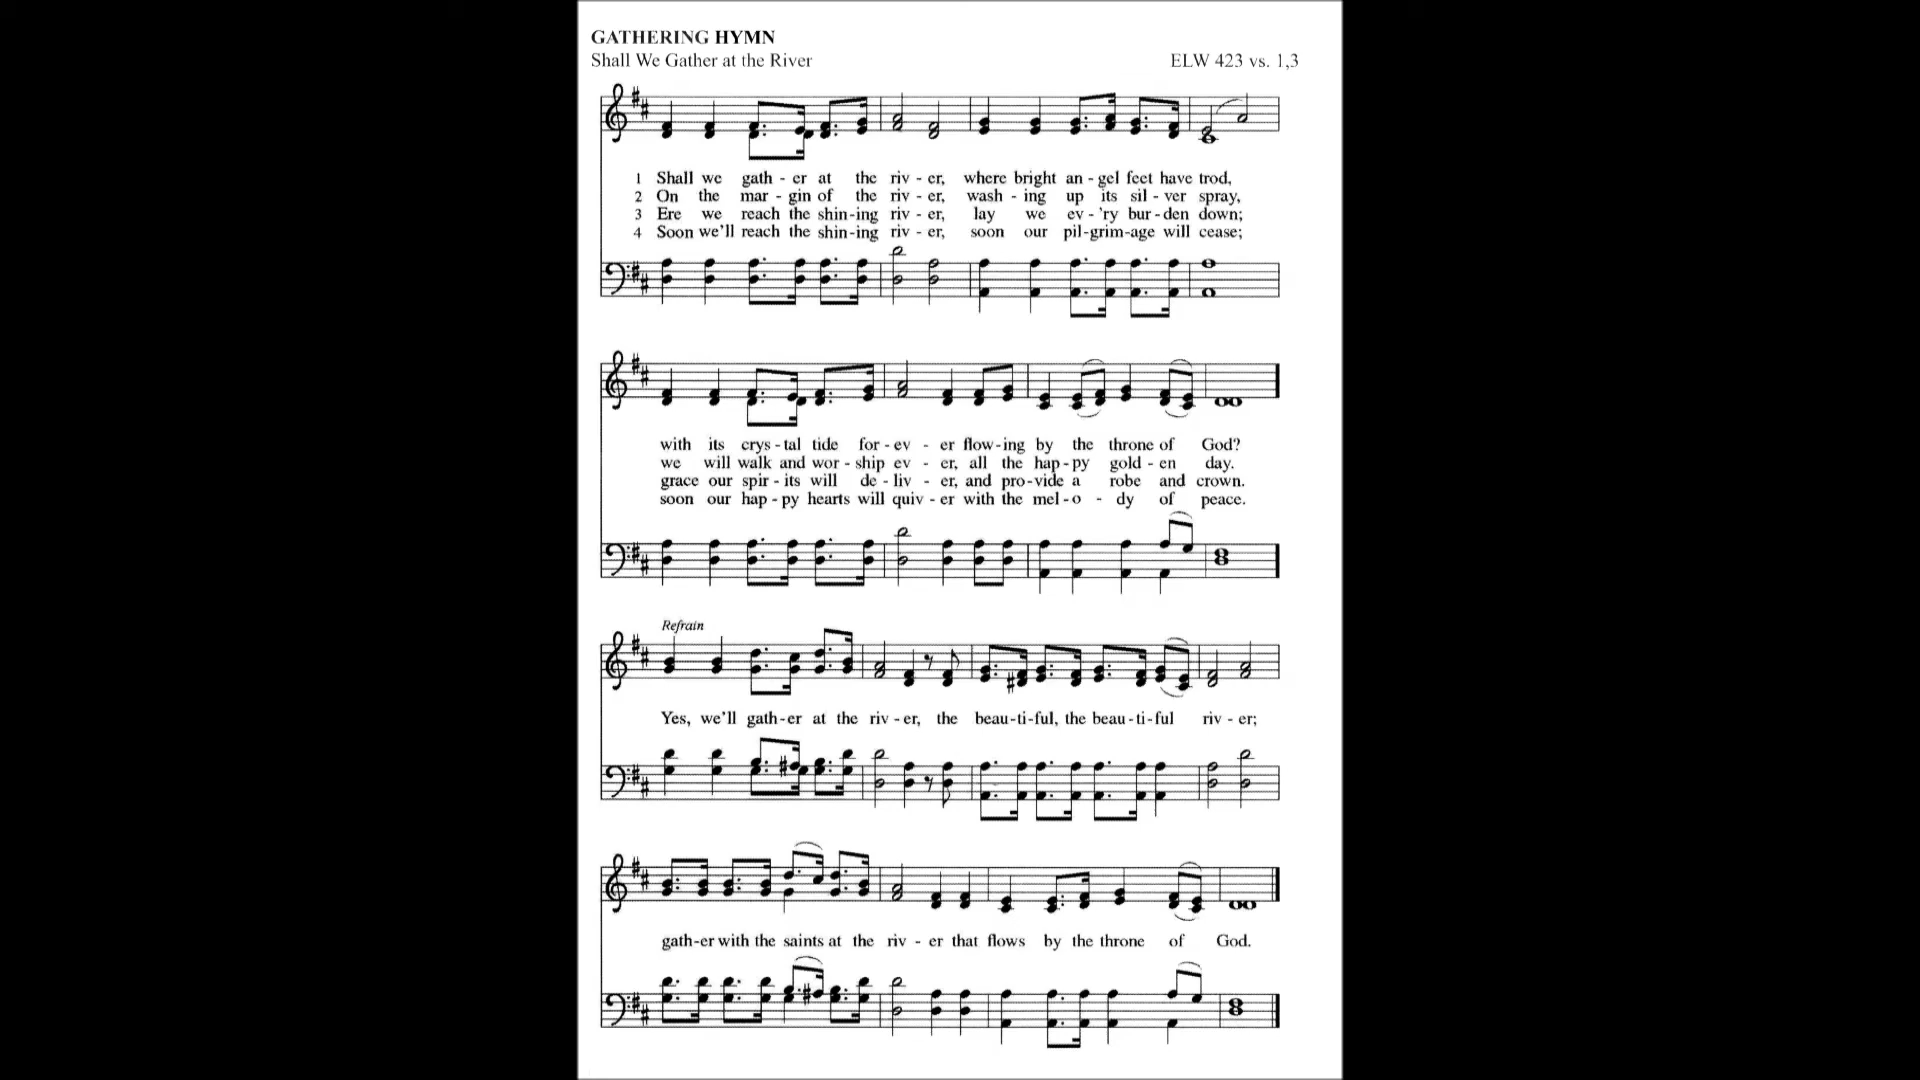 GATHERING HYMN
Shall We Gather at the River ELW 423 vs. 1,3
1 Shall we gath - er at the riv - er, where bright an - gel feet have trod,
2 On the mar - gin of the riv - er, wash - ing up its sil - ver spray,
3 Ere we reach the shin - ing riv - er, lay we ev - 'ry bur - den down;
4 Soon we'll reach the shin - ing riv - er, soon our pil - grim - age will cease;
with its crys - tal tide for - ev - er flow - ing by the throne of God?
we will walk and wor - ship ev - er, all the hap - py gold - en day.
grace our spir - its will de - liv - er, and pro - vide a robe and crown.
soon our hap - py hearts will quiv - er with the mel - o - dy of peace.
Refrain
Yes, we'll gath - er at the riv - er, the beau - ti - ful, the beau - ti - ful riv - er;
gath - er with the saints at the riv - er that flows by the throne of God.